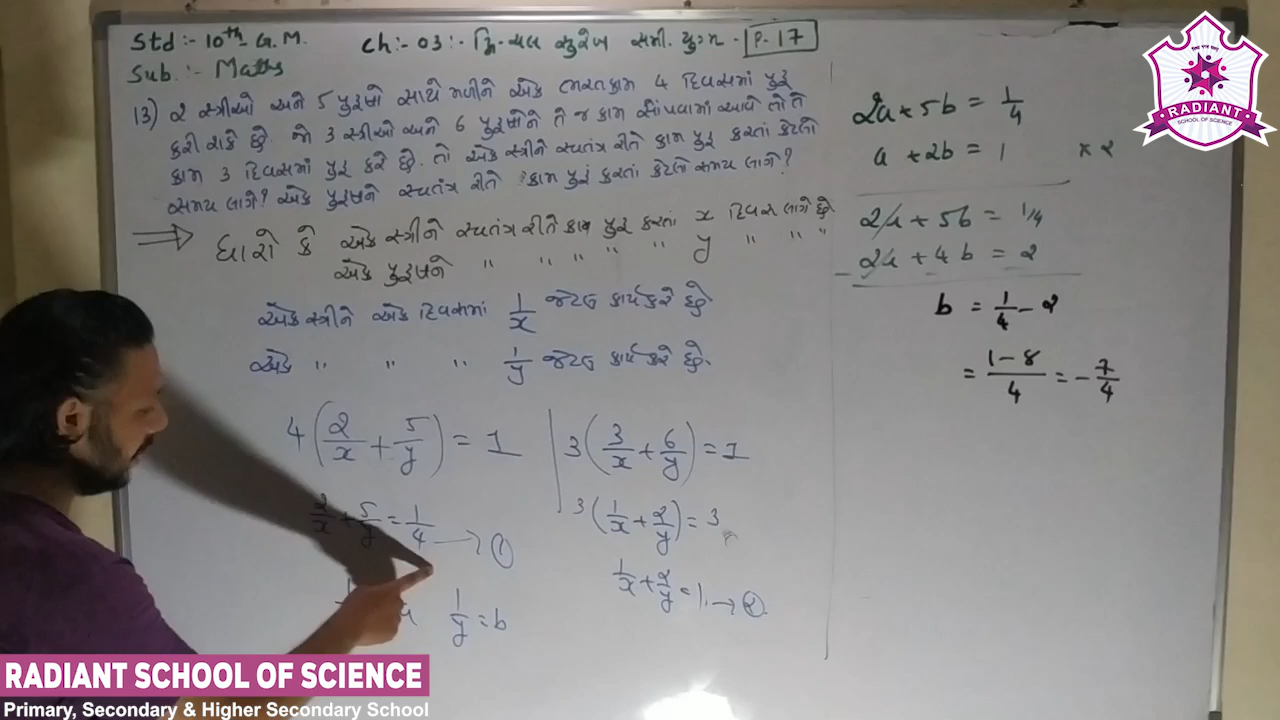 Std :- 10th G.M.
Ch :- 03 :- દ્વિ-ચલ સુરેખ સમી. યુગ્મ - P. 17
Sub. :- Maths
13) ૨ સ્ત્રીઓ અને 5 પુરુષો સાથે મળીને એક ભરતકામ 4 દિવસમાં પુરું
કરી શકે છે. જો 3 સ્ત્રીઓ અને 6 પુરુષોને તે જ કામ સોંપવામાં આવે તો તે
કામ 3 દિવસમાં પુરું કરે છે. તો એક સ્ત્રીને સ્વતંત્ર રીતે કામ પુરું કરતાં કેટલો
સમય લાગે? એક પુરુષને સ્વતંત્ર રીતે કામ પુરું કરતાં કેટલો સમય લાગે?
⇒ ધારો કે એક સ્ત્રીને સ્વતંત્ર રીતે કામ પુરું કરતાં x દિવસ લાગે છે
એક પુરુષને " " " " " " y " " "
એક સ્ત્રીને એક દિવસમાં 1/x જેટલુ કાર્ય કરે છે
એક " " " 1/y જેટલુ કાર્ય કરે છે.
4(2/x + 5/y) = 1
2/x + 5/y = 1/4 → ①
1/y = b
3(3/x + 6/y) = 1
3(1/x + 2/y) = 3
1/x + 2/y = 1. → ②
2a + 5b = 1/4
a + 2b = 1 × 2
2a + 5b = 1/4
2a + 4b = 2
b = 1/4 - 2
= 1-8/4 = -7/4
RADIANT
SCHOOL OF SCIENCE
RADIANT SCHOOL OF SCIENCE
Primary, Secondary & Higher Secondary School